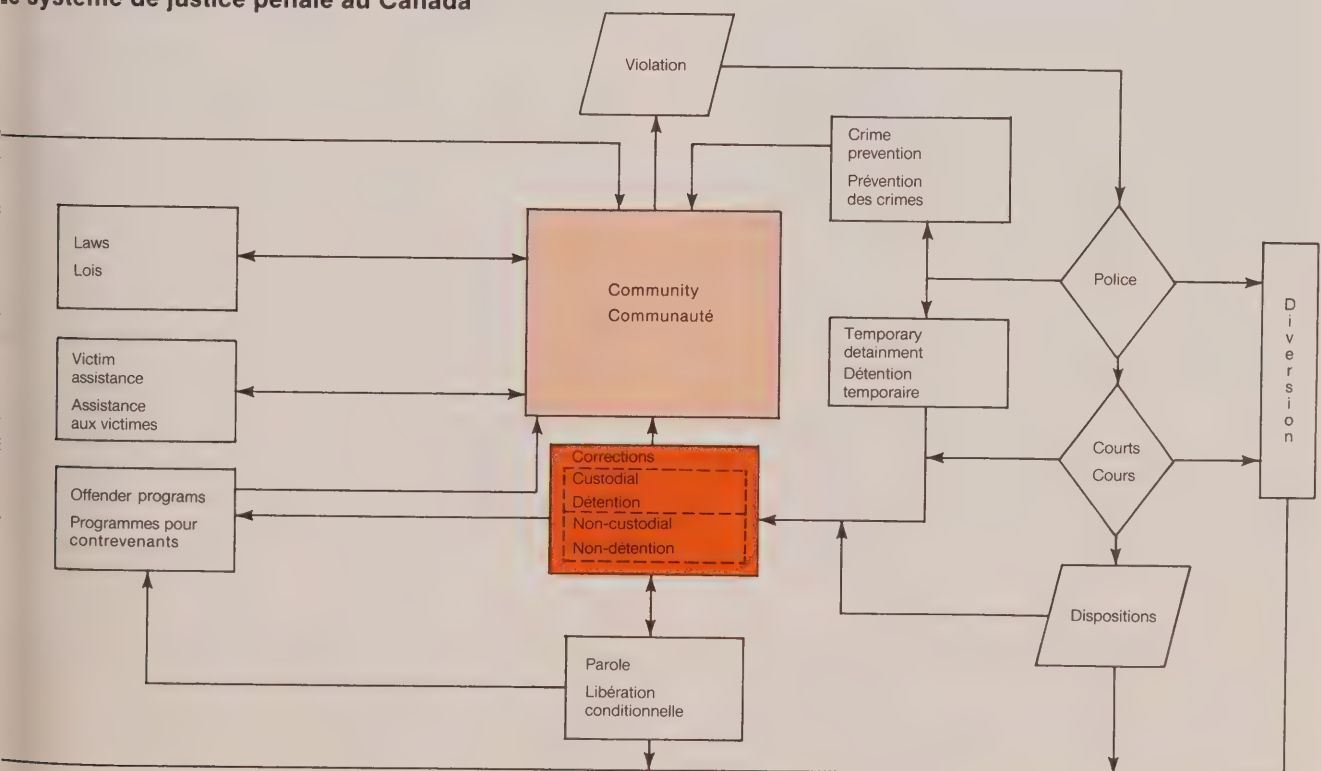 système de justice pénale au Canada
Violation
Crime
prevention
Prévention
des crimes
Laws
Lois
Community
Communauté
Police
Diversion
Temporary
detainment
Détention
temporaire
Victim
assistance
Assistance
aux victimes
Courts
Cours
Corrections
Custodial
Détention
Non-custodial
Non-détention
Offender programs
Programmes pour
contrevenants
Dispositions
Parole
Libération
conditionnelle